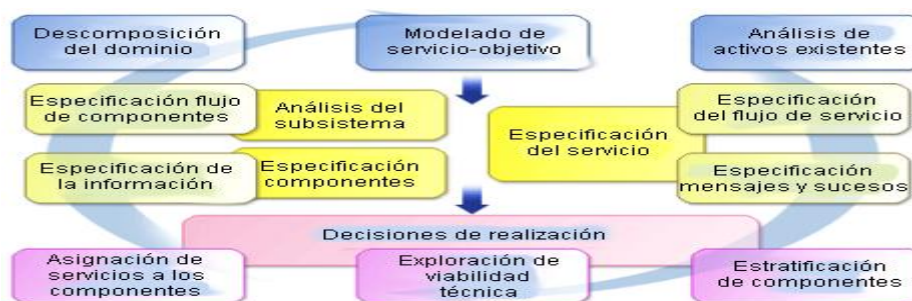 Descomposición
del dominio
Modelado de
servicio-objetivo
Análisis de
activos existentes
Especificación flujo
de componentes
Análisis del
subsistema
Especificación
del servicio
Especificación
del flujo de servicio
Especificación de
la información
Especificación
componentes
Especificación
mensajes y sucesos
Decisiones de realización
Asignación de
servicios a los
componentes
Exploración de
viabilidad
técnica
Estratificación
de componentes